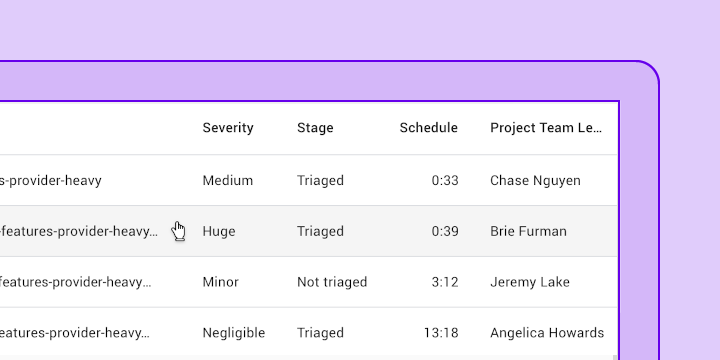 Severity Stage Schedule Project Team Le...
s-provider-heavy Medium Triaged 0:33 Chase Nguyen
-features-provider-heavy... Huge Triaged 0:39 Brie Furman
features-provider-heavy... Minor Not triaged 3:12 Jeremy Lake
eatures-provider-heavy... Negligible Triaged 13:18 Angelica Howards